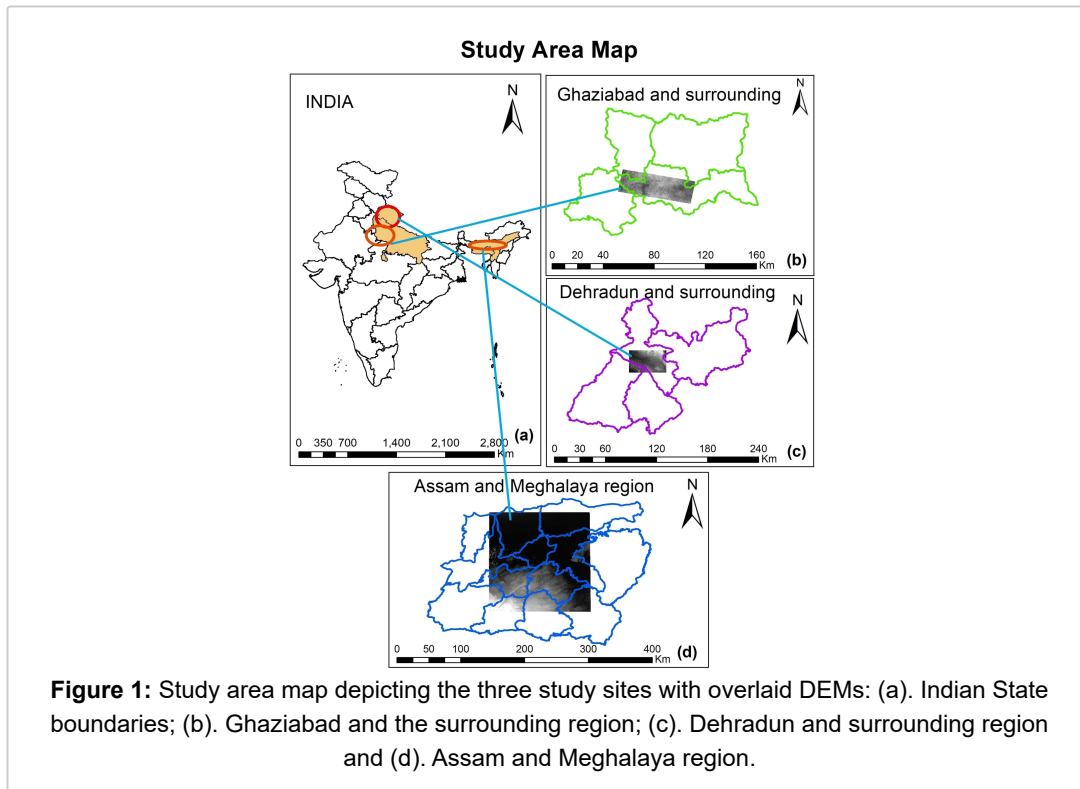 Study Area Map
INDIA
N
0 350 700 1,400 2,100 2,800
Km
(a)
Ghaziabad and surrounding
N
0 20 40 80 120 160
Km
(b)
Dehradun and surrounding
N
0 30 60 120 180 240
Km
(c)
Assam and Meghalaya region
N
0 50 100 200 300 400
Km
(d)
Figure 1: Study area map depicting the three study sites with overlaid DEMs: (a). Indian State
boundaries; (b). Ghaziabad and the surrounding region; (c). Dehradun and surrounding region
and (d). Assam and Meghalaya region.